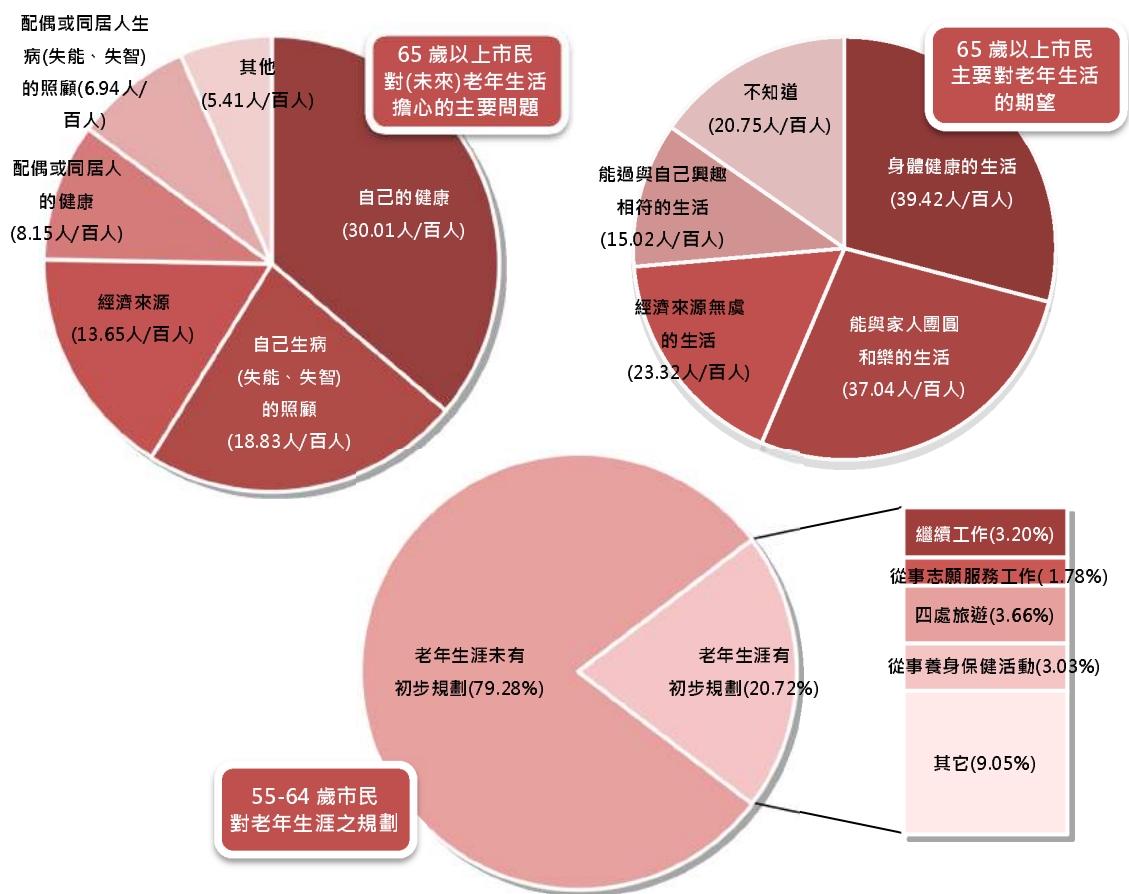 65 歲以上市民
對(未來)老年生活
擔心的主要問題
自己的健康
(30.01人/百人)
自己生病
(失能、失智)
的照顧
(18.83人/百人)
經濟來源
(13.65人/百人)
配偶或同居人
的健康
(8.15人/百人)
配偶或同居人生
病(失能、失智)
的照顧(6.94人/
百人)
其他
(5.41人/百人)
65 歲以上市民
主要對老年生活
的期望
身體健康的生活
(39.42人/百人)
能與家人團圓
和樂的生活
(37.04人/百人)
經濟來源無虞
的生活
(23.32人/百人)
能過與自己興趣
相符的生活
(15.02人/百人)
不知道
(20.75人/百人)
55-64 歲市民
對老年生涯之規劃
老年生涯未有
初步規劃(79.28%)
老年生涯有
初步規劃(20.72%)
繼續工作(3.20%)
從事志願服務工作( 1.78%)
四處旅遊(3.66%)
從事養身保健活動(3.03%)
其它(9.05%)